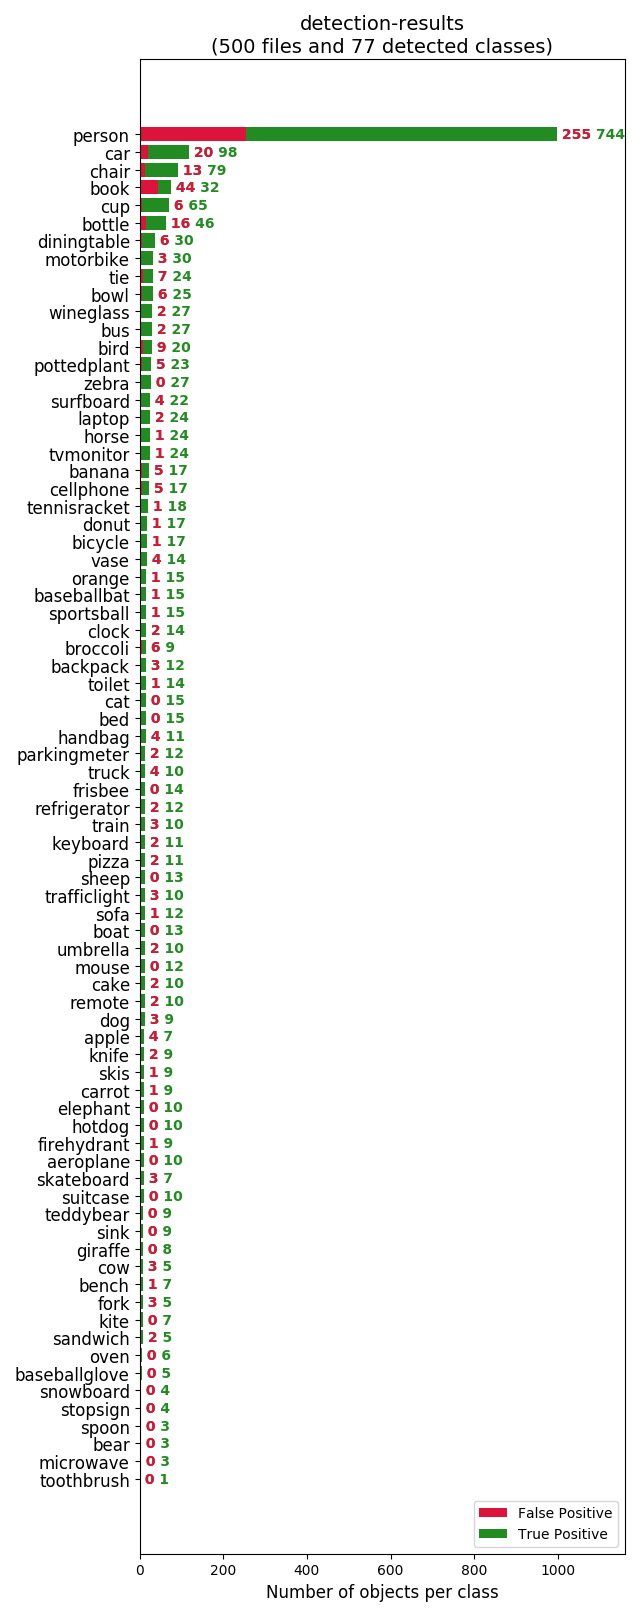 detection-results
(500 files and 77 detected classes)
person 255 744
car 20 98
chair 13 79
book 44 32
cup 6 65
bottle 16 46
diningtable 6 30
motorbike 3 30
tie 7 24
bowl 6 25
wineglass 2 27
bus 2 27
bird 9 20
pottedplant 5 23
zebra 0 27
surfboard 4 22
laptop 2 24
horse 1 24
tvmonitor 1 24
banana 5 17
cellphone 5 17
tennisracket 1 18
donut 1 17
bicycle 1 17
vase 4 14
orange 1 15
baseballbat 1 15
sportsball 1 15
clock 2 14
broccoli 6 9
backpack 3 12
toilet 1 14
cat 0 15
bed 0 15
handbag 4 11
parkingmeter 2 12
truck 4 10
frisbee 0 14
refrigerator 2 12
train 3 10
keyboard 2 11
pizza 2 11
sheep 0 13
trafficlight 3 10
sofa 1 12
boat 0 13
umbrella 2 10
mouse 0 12
cake 2 10
remote 2 10
dog 3 9
apple 4 7
knife 2 9
skis 1 9
carrot 1 9
elephant 0 10
hotdog 0 10
firehydrant 1 9
aeroplane 0 10
skateboard 3 7
suitcase 0 10
teddybear 0 9
sink 0 9
giraffe 0 8
cow 3 5
bench 1 7
fork 3 5
kite 0 7
sandwich 2 5
oven 0 6
baseballglove 0 5
snowboard 0 4
stopsign 0 4
spoon 0 3
bear 0 3
microwave 0 3
toothbrush 0 1
False Positive
True Positive
0 200 400 600 800 1000
Number of objects per class